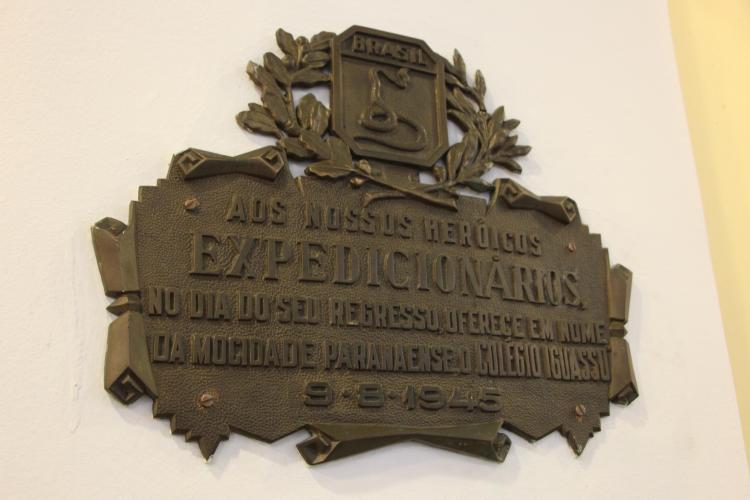 BRASIL
AOS NOSSOS HERÓICOS
EXPEDICIONÁRIOS,
NO DIA DO SEU REGRESSO, OFERECE EM NOME
DA MOCIDADE PARANAENSE, O COLÉGIO IGUASSÚ
9-8-1945